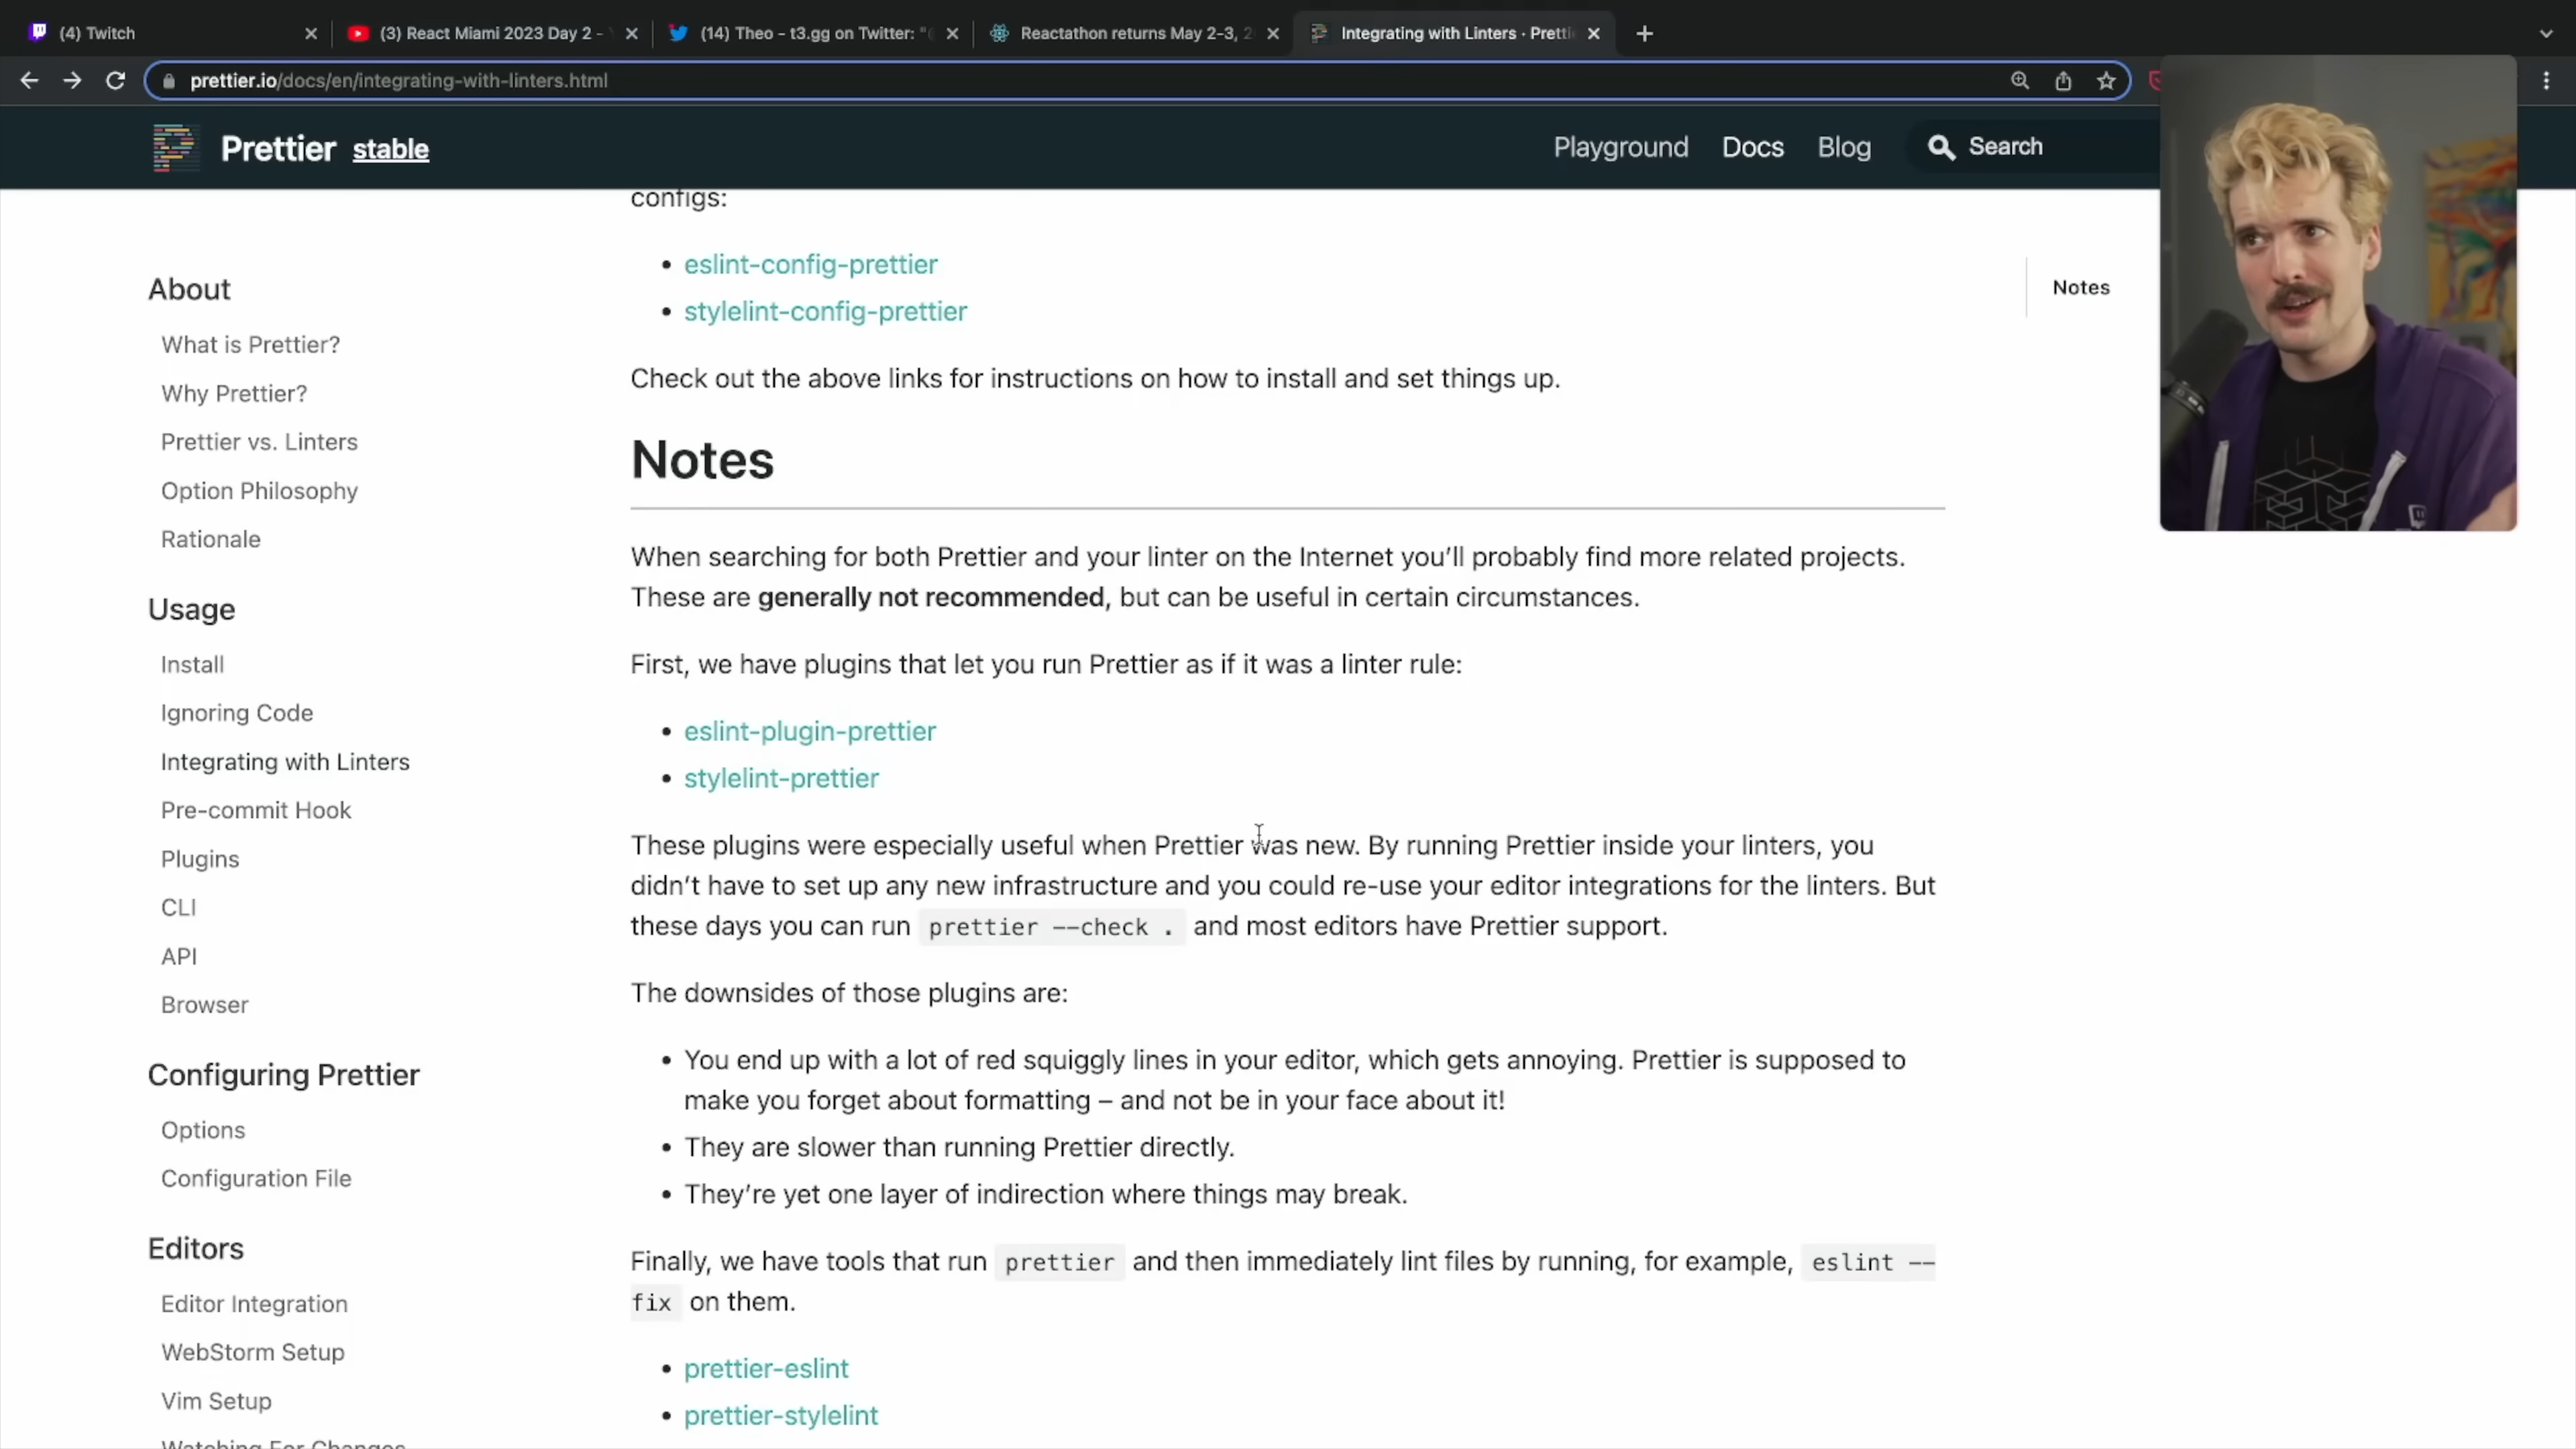 (4) Twitch
(3) React Miami 2023 Day 2 -
(14) Theo - t3.gg on Twitter: "
Reactathon returns May 2-3, 2
Integrating with Linters · Pretti
prettier.io/docs/en/integrating-with-linters.html
Prettier stable
Playground
Docs
Blog
Search
configs:
• eslint-config-prettier
• stylelint-config-prettier
Check out the above links for instructions on how to install and set things up.
Notes
When searching for both Prettier and your linter on the Internet you’ll probably find more related projects.
These are generally not recommended, but can be useful in certain circumstances.
First, we have plugins that let you run Prettier as if it was a linter rule:
• eslint-plugin-prettier
• stylelint-prettier
These plugins were especially useful when Prettier was new. By running Prettier inside your linters, you
didn’t have to set up any new infrastructure and you could re-use your editor integrations for the linters. But
these days you can run prettier --check . and most editors have Prettier support.
The downsides of those plugins are:
• You end up with a lot of red squiggly lines in your editor, which gets annoying. Prettier is supposed to
make you forget about formatting – and not be in your face about it!
• They are slower than running Prettier directly.
• They’re yet one layer of indirection where things may break.
Finally, we have tools that run prettier and then immediately lint files by running, for example, eslint --
fix on them.
• prettier-eslint
• prettier-stylelint
About
What is Prettier?
Why Prettier?
Prettier vs. Linters
Option Philosophy
Rationale
Usage
Install
Ignoring Code
Integrating with Linters
Pre-commit Hook
Plugins
CLI
API
Browser
Configuring Prettier
Options
Configuration File
Editors
Editor Integration
WebStorm Setup
Vim Setup
Watching For Changes
Notes